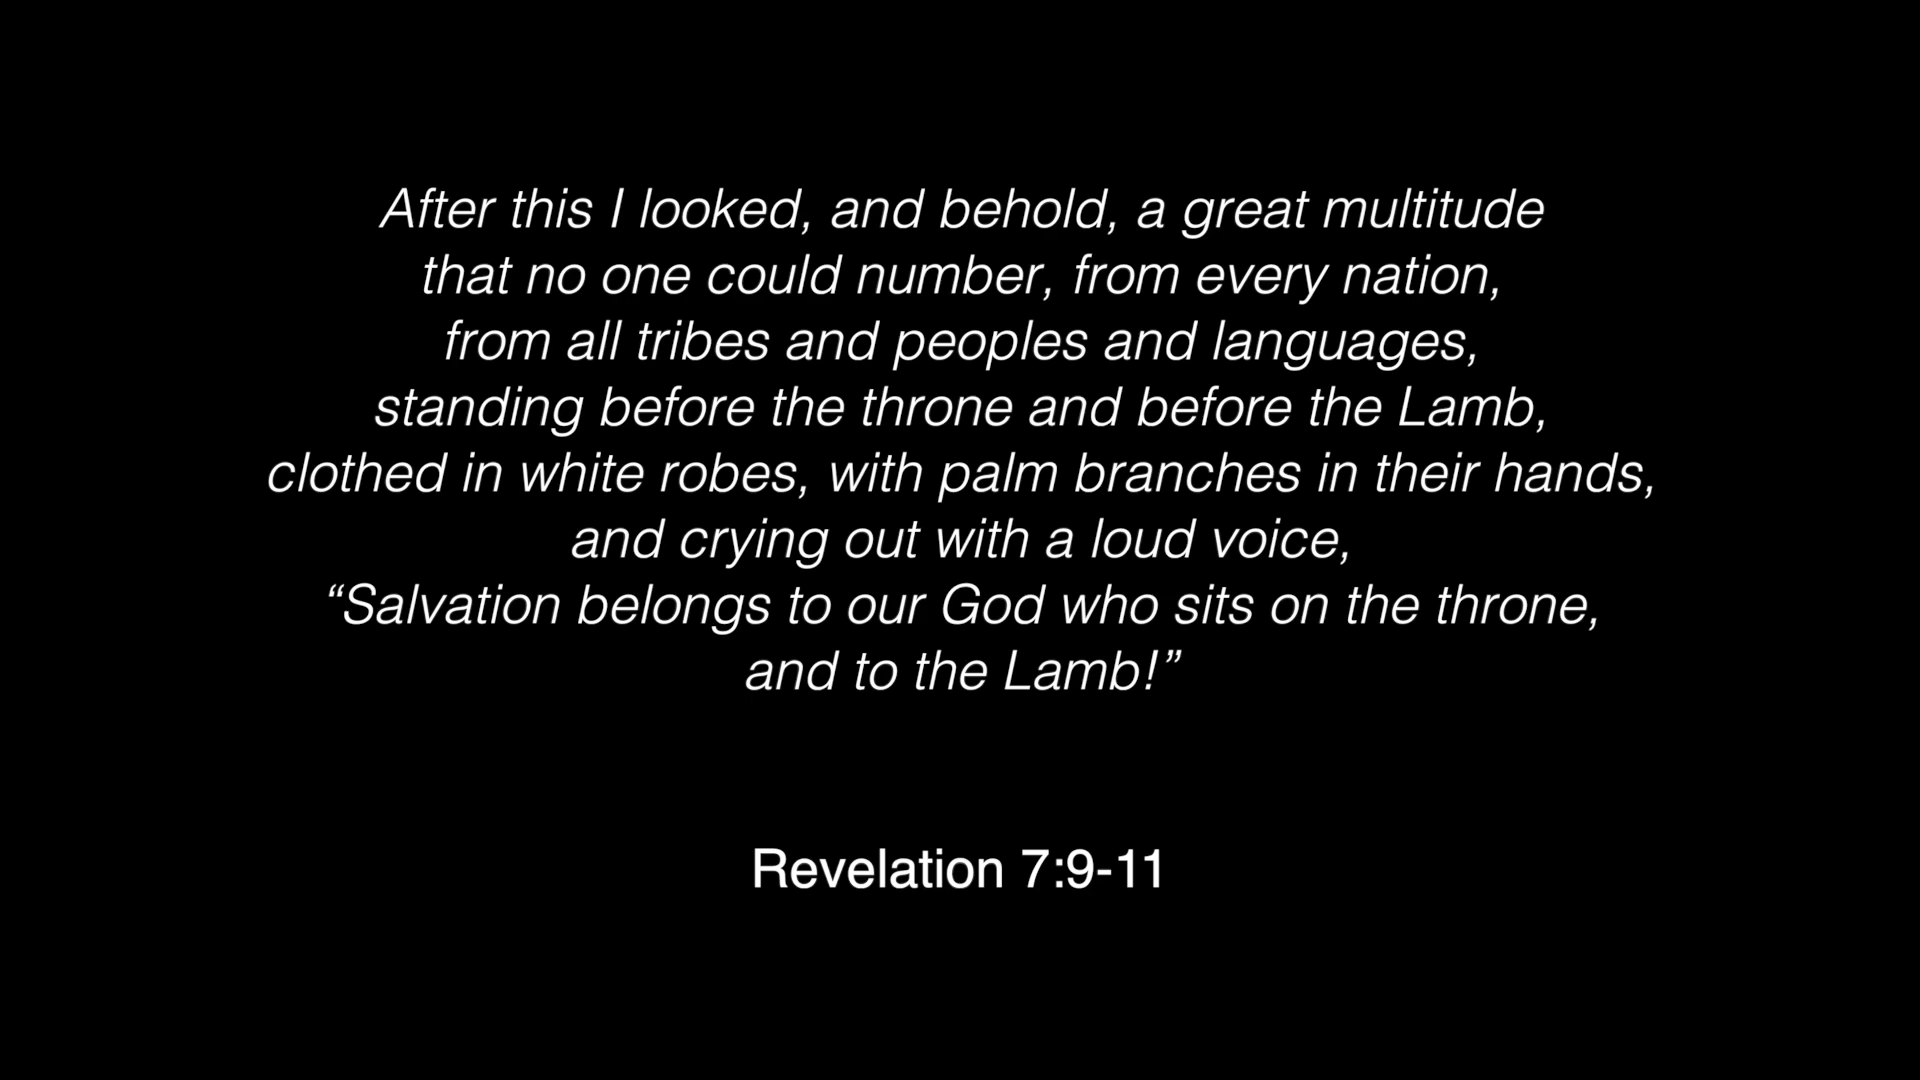 After this I looked, and behold, a great multitude
that no one could number, from every nation,
from all tribes and peoples and languages,
standing before the throne and before the Lamb,
clothed in white robes, with palm branches in their hands,
and crying out with a loud voice,
“Salvation belongs to our God who sits on the throne,
and to the Lamb!”
Revelation 7:9-11